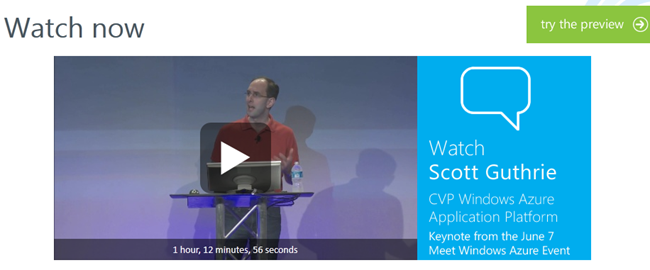 Watch now
try the preview
Watch
Scott Guthrie
CVP Windows Azure
Application Platform
Keynote from the June 7
Meet Windows Azure Event
1 hour, 12 minutes, 56 seconds